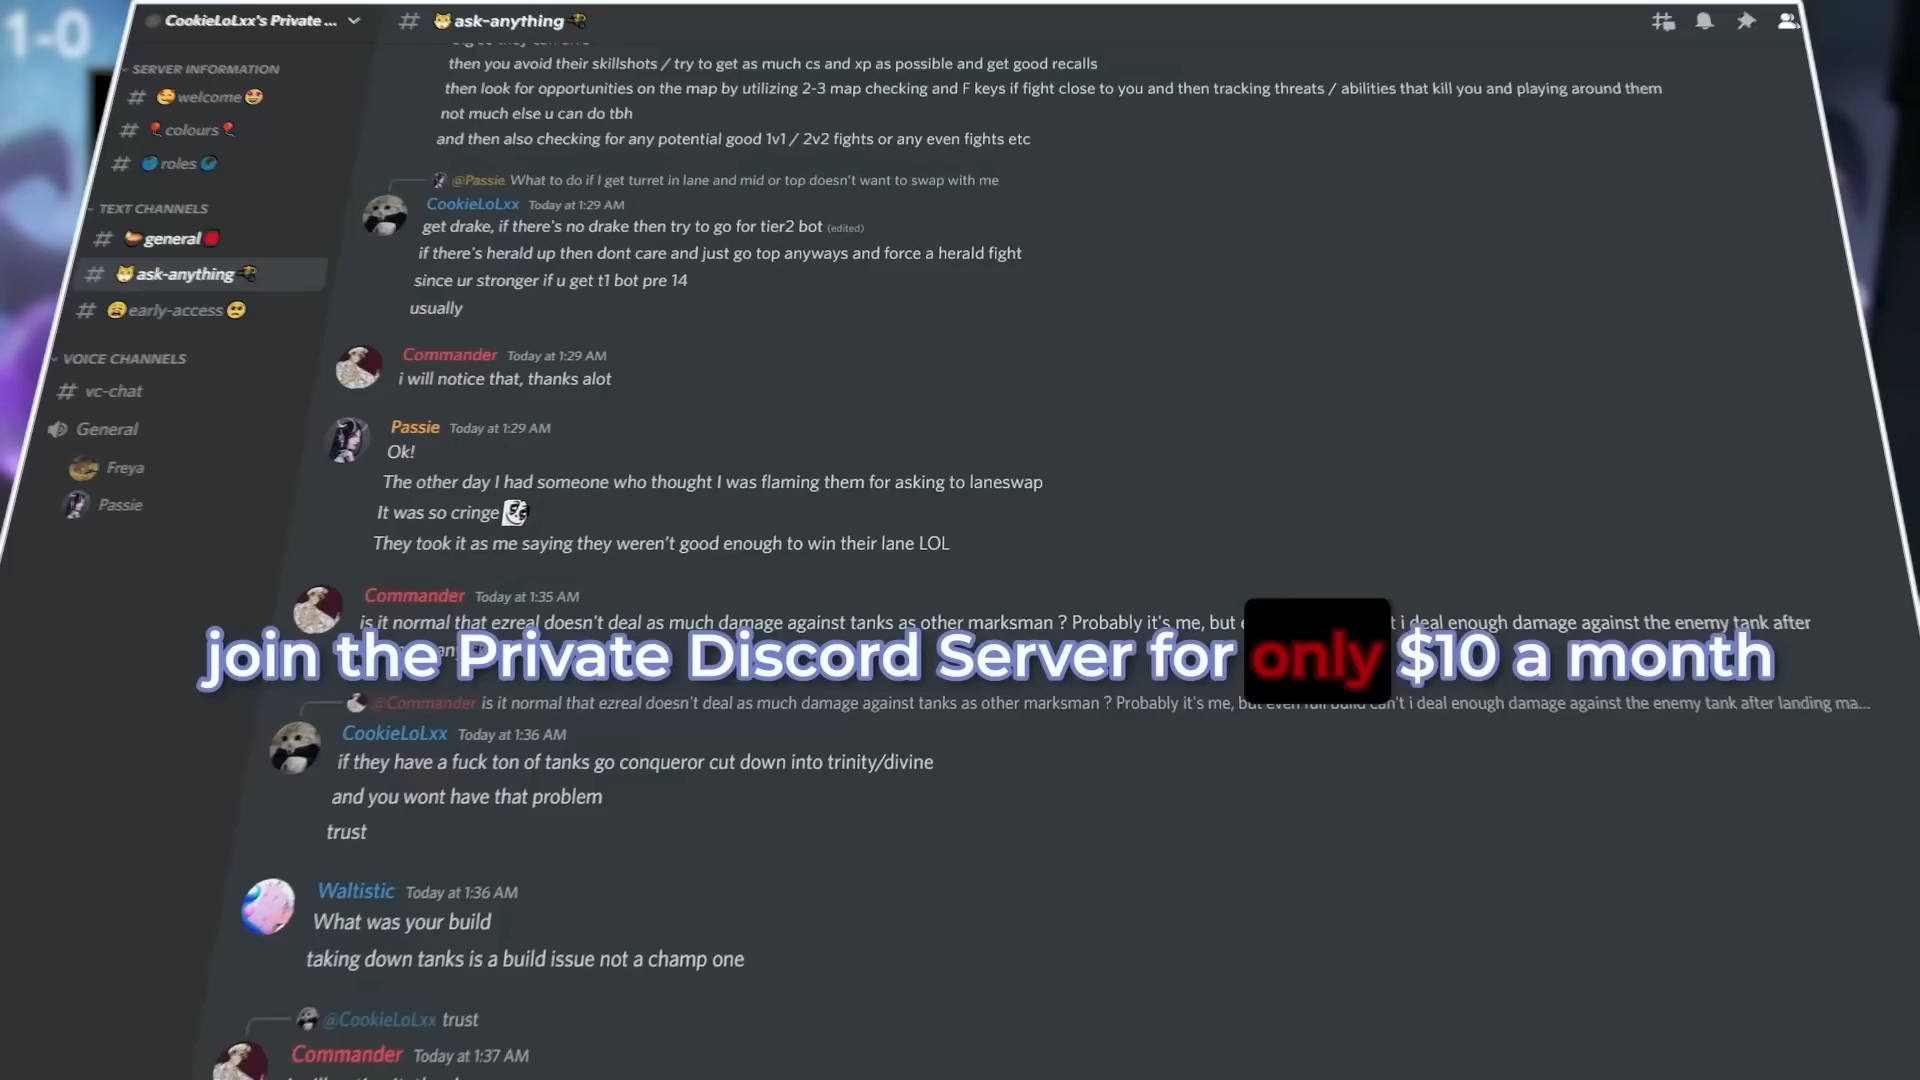 1-0
CookieLoLxx's Private ...
# ask-anything
SERVER INFORMATION
# welcome
# colours
# roles
TEXT CHANNELS
# general
# ask-anything
# early-access
VOICE CHANNELS
# vc-chat
General
Freya
Passie
then you avoid their skillshots / try to get as much cs and xp as possible and get good recalls
then look for opportunities on the map by utilizing 2-3 map checking and F keys if fight close to you and then tracking threats / abilities that kill you and playing around them
not much else u can do tbh
and then also checking for any potential good 1v1 / 2v2 fights or any even fights etc
@Passie What to do if I get turret in lane and mid or top doesn't want to swap with me
CookieLoLxx Today at 1:29 AM
get drake, if there's no drake then try to go for tier2 bot (edited)
if there's herald up then dont care and just go top anyways and force a herald fight
since ur stronger if u get t1 bot pre 14
usually
Commander Today at 1:29 AM
i will notice that, thanks alot
Passie Today at 1:29 AM
Ok!
The other day I had someone who thought I was flaming them for asking to laneswap
It was so cringe
They took it as me saying they weren't good enough to win their lane LOL
Commander Today at 1:35 AM
is it normal that ezreal doesn't deal as much damage against tanks as other marksman ? Probably it's me, but i deal enough damage against the enemy tank after
join the Private Discord Server for only $10 a month
@Commander is it normal that ezreal doesn't deal as much damage against tanks as other marksman ? Probably it's me, but even full build can't i deal enough damage against the enemy tank after landing ma...
CookieLoLxx Today at 1:36 AM
if they have a fuck ton of tanks go conqueror cut down into trinity/divine
and you wont have that problem
trust
Waltistic Today at 1:36 AM
What was your build
taking down tanks is a build issue not a champ one
@CookieLoLxx trust
Commander Today at 1:37 AM